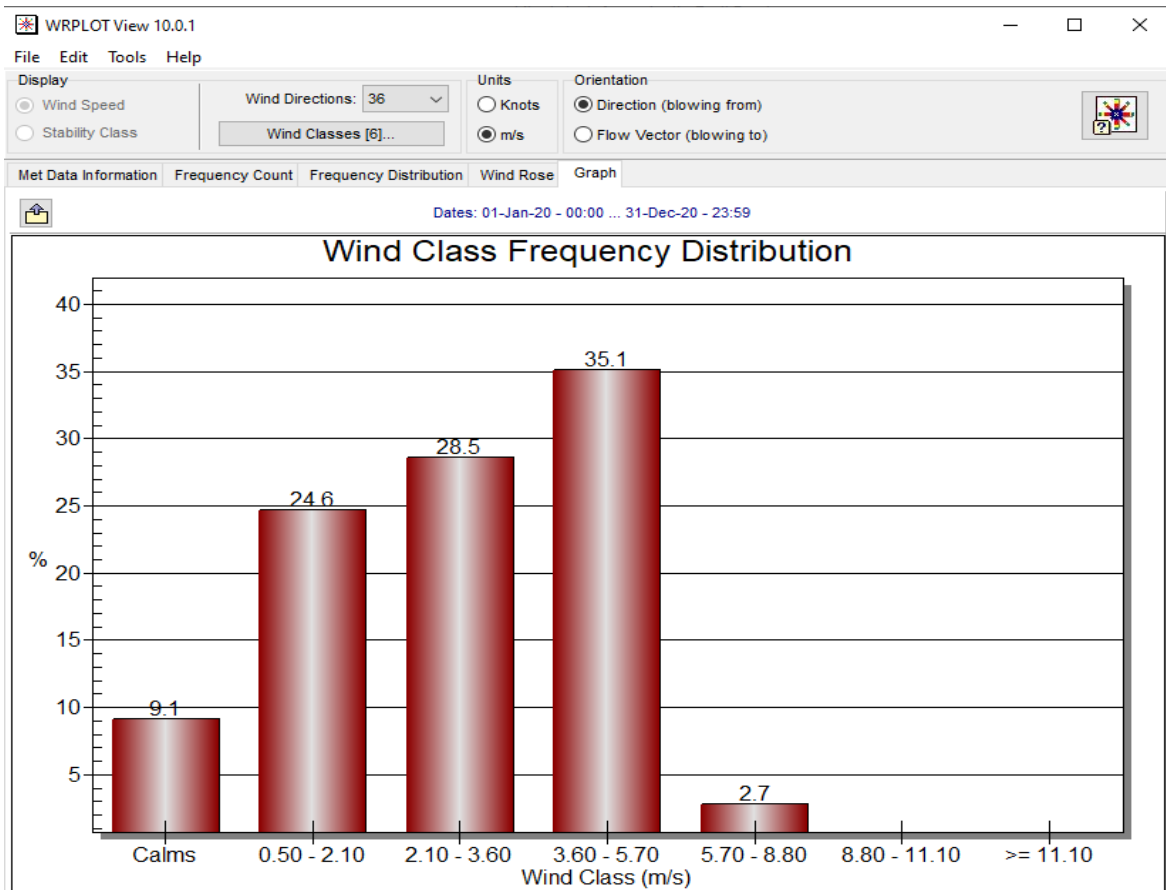 WRPLOT View 10.0.1
File Edit Tools Help
Display
Wind Speed
Stability Class
Wind Directions: 36
Wind Classes [6]...
Units
Knots
m/s
Orientation
Direction (blowing from)
Flow Vector (blowing to)
?
Met Data Information Frequency Count Frequency Distribution Wind Rose Graph
Dates: 01-Jan-20 - 00:00 ... 31-Dec-20 - 23:59
Wind Class Frequency Distribution
40
35
30
25
%
20
15
10
5
9.1
24.6
28.5
35.1
2.7
Calms 0.50 - 2.10 2.10 - 3.60 3.60 - 5.70 5.70 - 8.80 8.80 - 11.10 >= 11.10
Wind Class (m/s)